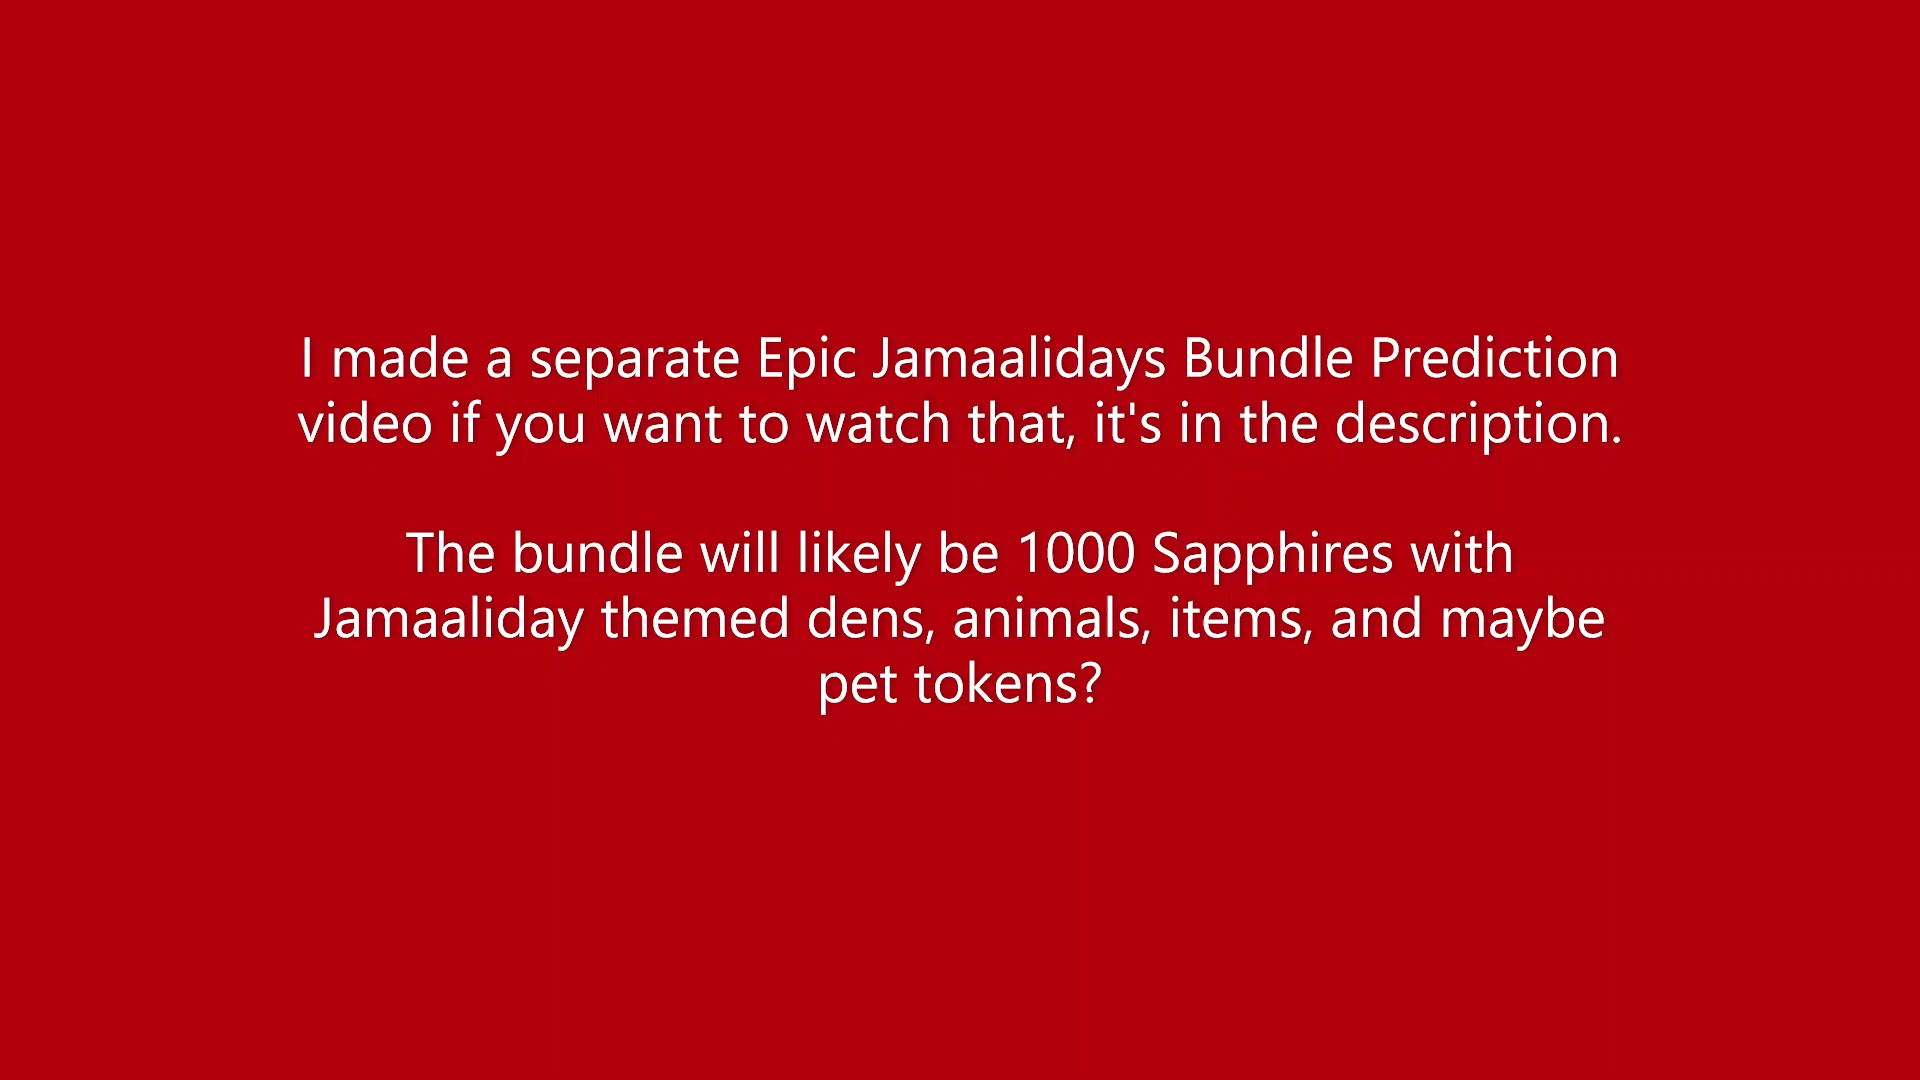 I made a separate Epic Jamaalidays Bundle Prediction
video if you want to watch that, it's in the description.
The bundle will likely be 1000 Sapphires with
Jamaaliday themed dens, animals, items, and maybe
pet tokens?